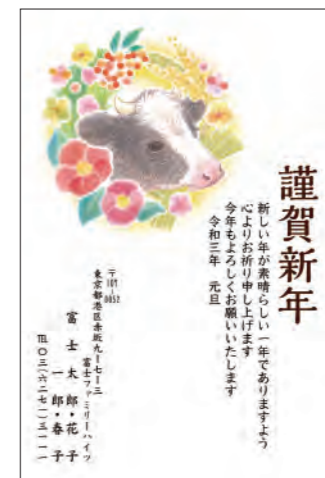 謹賀新年
新しい年が素晴らしい一年でありますよう
心よりお祈り申し上げます
今年もよろしくお願いいたします
令和三年　元旦
〒107-0052
東京都港区赤坂九ー七ー三
富士ファミリーハイツ
富士太郎・花子
一郎・春子
℡〇三(六二七一)三一一一